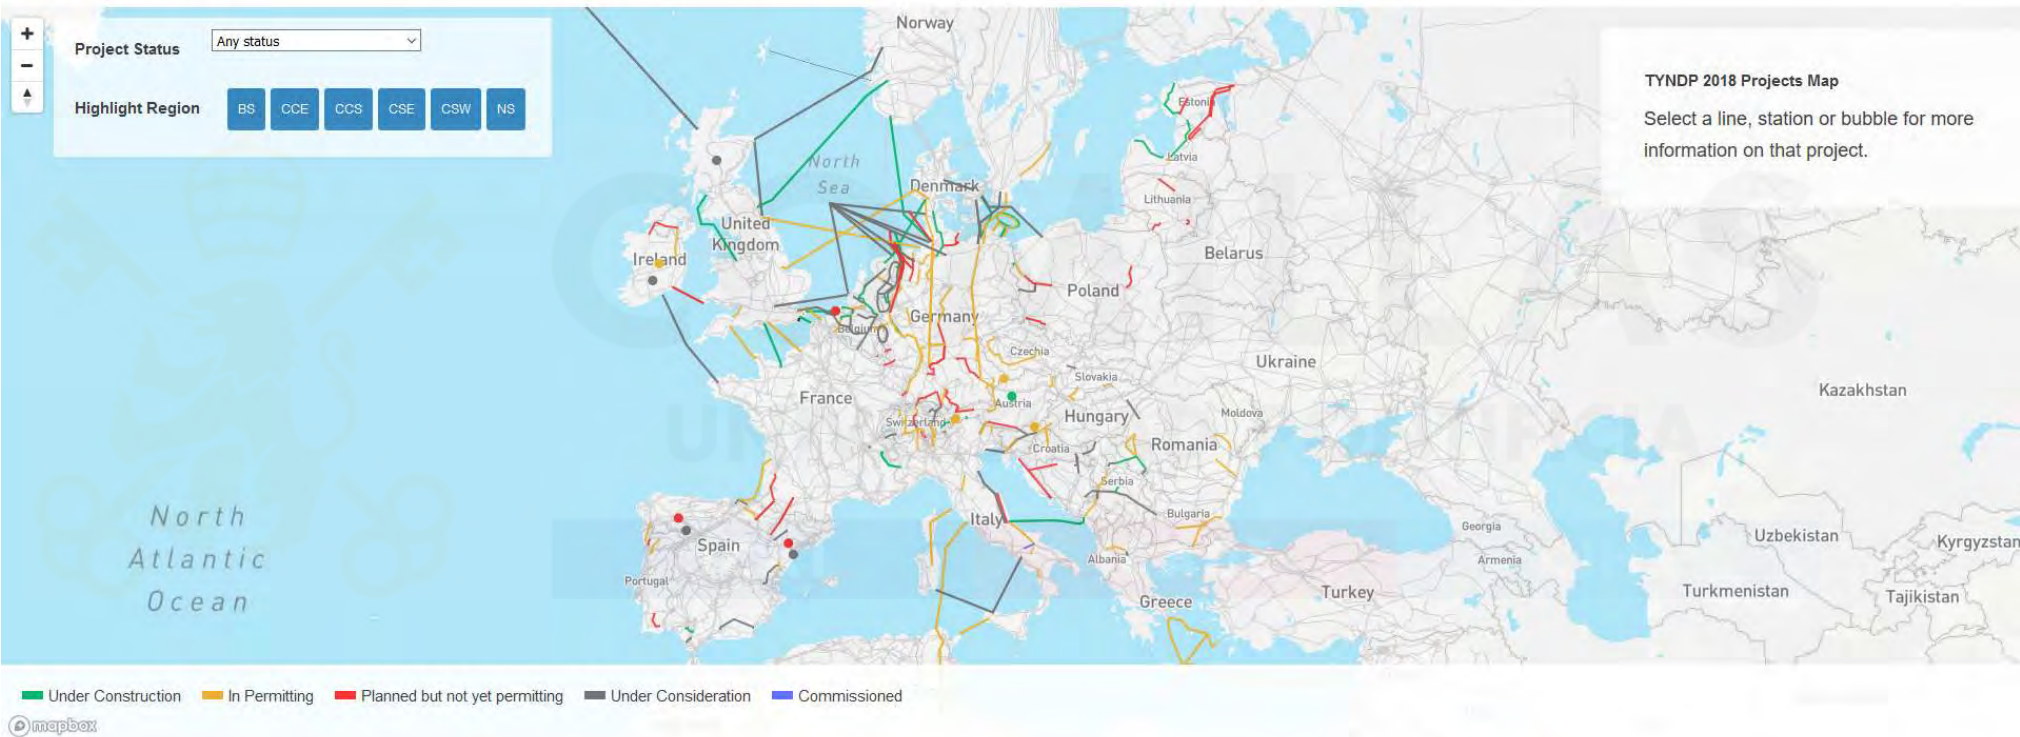 Project Status
Any status
Highlight Region
BS
CCE
CCS
CSE
CSW
NS
TYNDP 2018 Projects Map
Select a line, station or bubble for more
information on that project.
Norway
North
Sea
Denmark
Estonia
Latvia
Lithuania
United
Kingdom
Ireland
Belarus
Poland
Germany
Belgium
Czechia
Ukraine
Slovakia
Kazakhstan
France
Austria
Hungary
Moldova
Switzerland
Croatia
Romania
Serbia
North
Atlantic
Ocean
Italy
Bulgaria
Spain
Georgia
Uzbekistan
Kyrgyzstan
Albania
Armenia
Portugal
Greece
Turkey
Turkmenistan
Tajikistan
Under Construction
In Permitting
Planned but not yet permitting
Under Consideration
Commissioned
mapbox